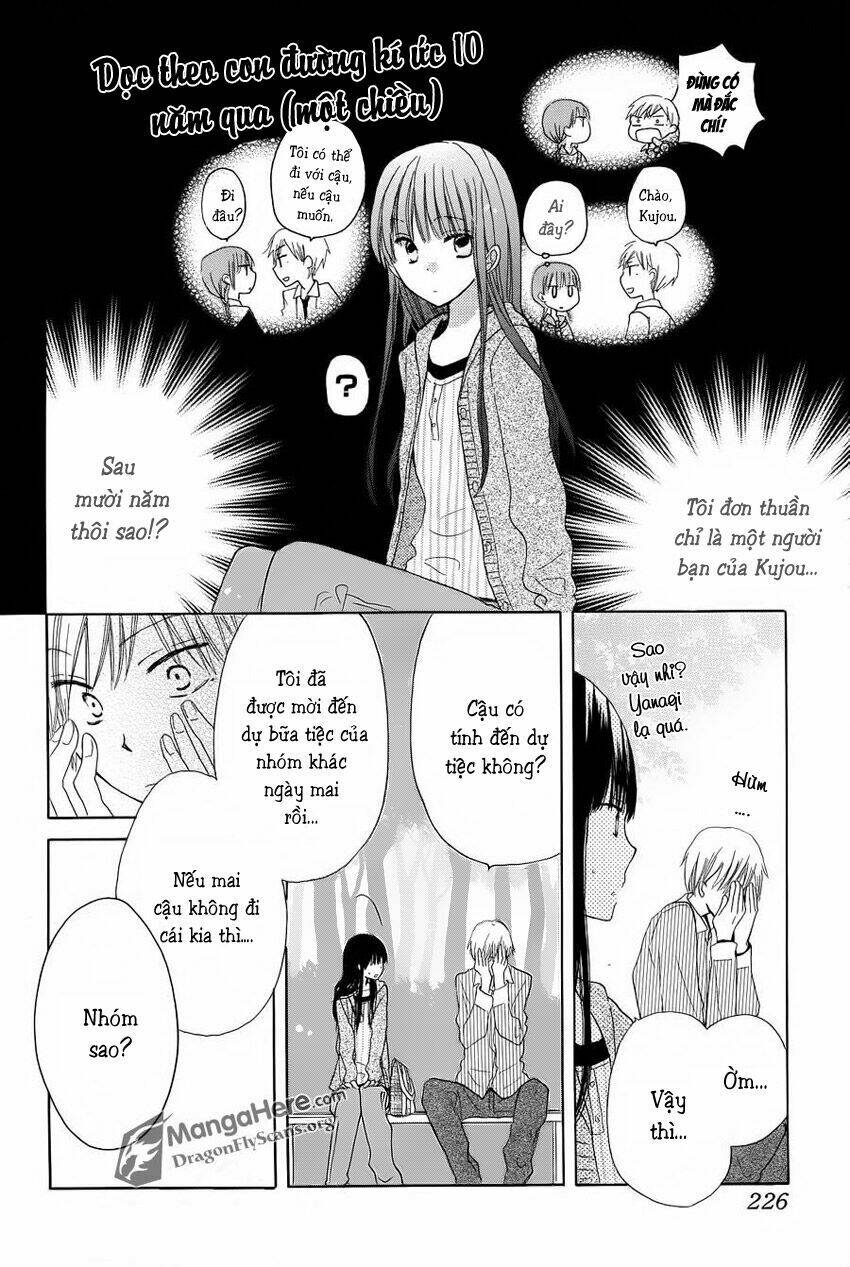 Dọc theo con đường kí ức 10
năm qua (một chiều)
ĐỪNG CÓ
MÀ ĐẮC
CHÍ!
Chào,
Kujou.
Ai
đây?
Tôi có thể
đi với cậu,
nếu cậu
muốn.
Đi
đâu?
?
Tôi đơn thuần
chỉ là một người
bạn của Kujou...
Sau
mười năm
thôi sao!?
Sao
vậy nhỉ?
Yanagi
lạ quá.
Hừm
....
Ờm...
Vậy
thì...
Cậu có
tính đến dự
tiệc không?
Tôi đã
được mời đến
dự bữa tiệc của
nhóm khác
ngày mai
rồi...
Nếu mai
cậu không đi
cái kia thì....
Nhóm
sao?
MangaHere.com
DragonFlyScans.org
226